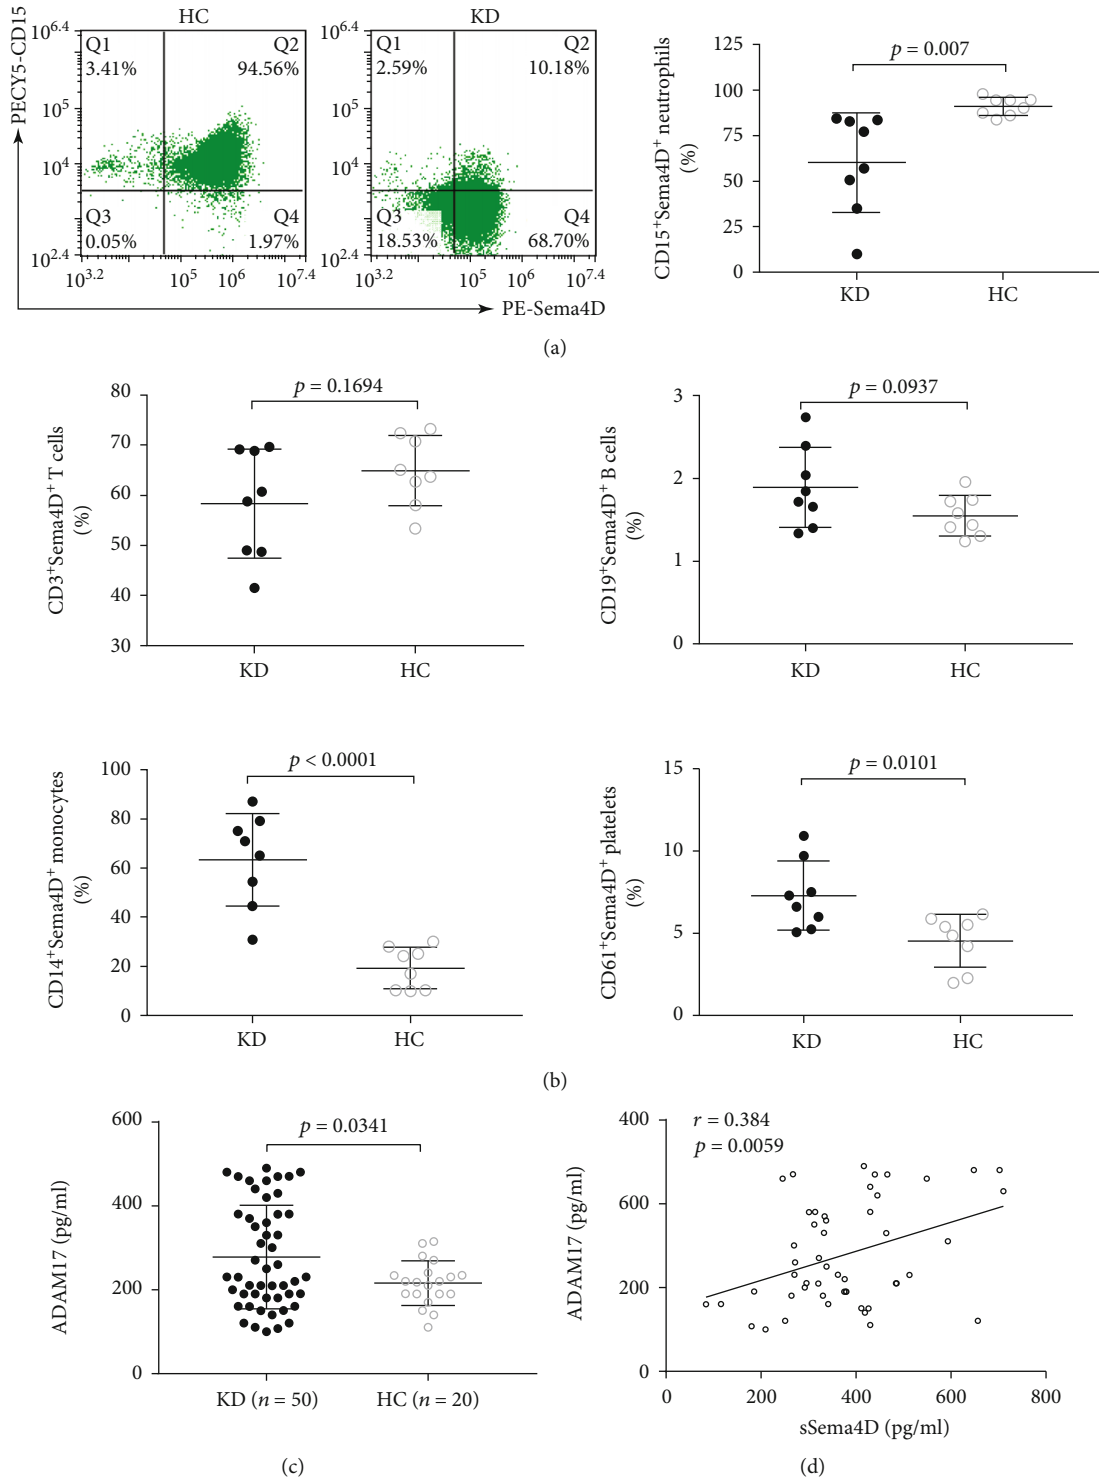 HC
KD
PECY5-CD15
10^6.4
10^5
10^4
10^2.4
Q1
3.41%
Q2
94.56%
Q3
0.05%
Q4
1.97%
10^3.2
10^5
10^6
10^7.4
10^6.4
10^5
10^4
10^2.4
Q1
2.59%
Q2
10.18%
Q3
18.53%
Q4
68.70%
10^3.2
10^5
10^6
10^7.4
PE-Sema4D
CD15+Sema4D+ neutrophils
(%)
125
100
75
50
25
0
p = 0.007
KD
HC
(a)
CD3+Sema4D+ T cells
(%)
80
70
60
50
40
30
p = 0.1694
KD
HC
CD19+Sema4D+ B cells
(%)
3
2
1
0
p = 0.0937
KD
HC
CD14+Sema4D+ monocytes
(%)
100
80
60
40
20
0
p < 0.0001
KD
HC
CD61+Sema4D+ platelets
(%)
15
10
5
0
p = 0.0101
KD
HC
(b)
ADAM17 (pg/ml)
600
400
200
0
p = 0.0341
KD (n = 50)
HC (n = 20)
(c)
ADAM17 (pg/ml)
400
600
200
0
r = 0.384
p = 0.0059
0
200
400
600
800
sSema4D (pg/ml)
(d)